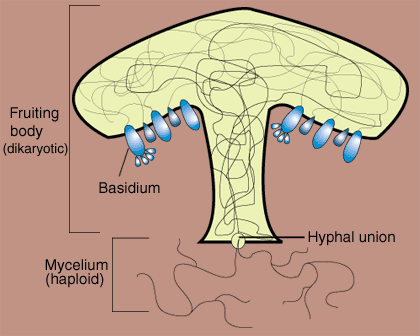 Fruiting
body
(dikaryotic)
Basidium
Hyphal union
Mycelium
(haploid)